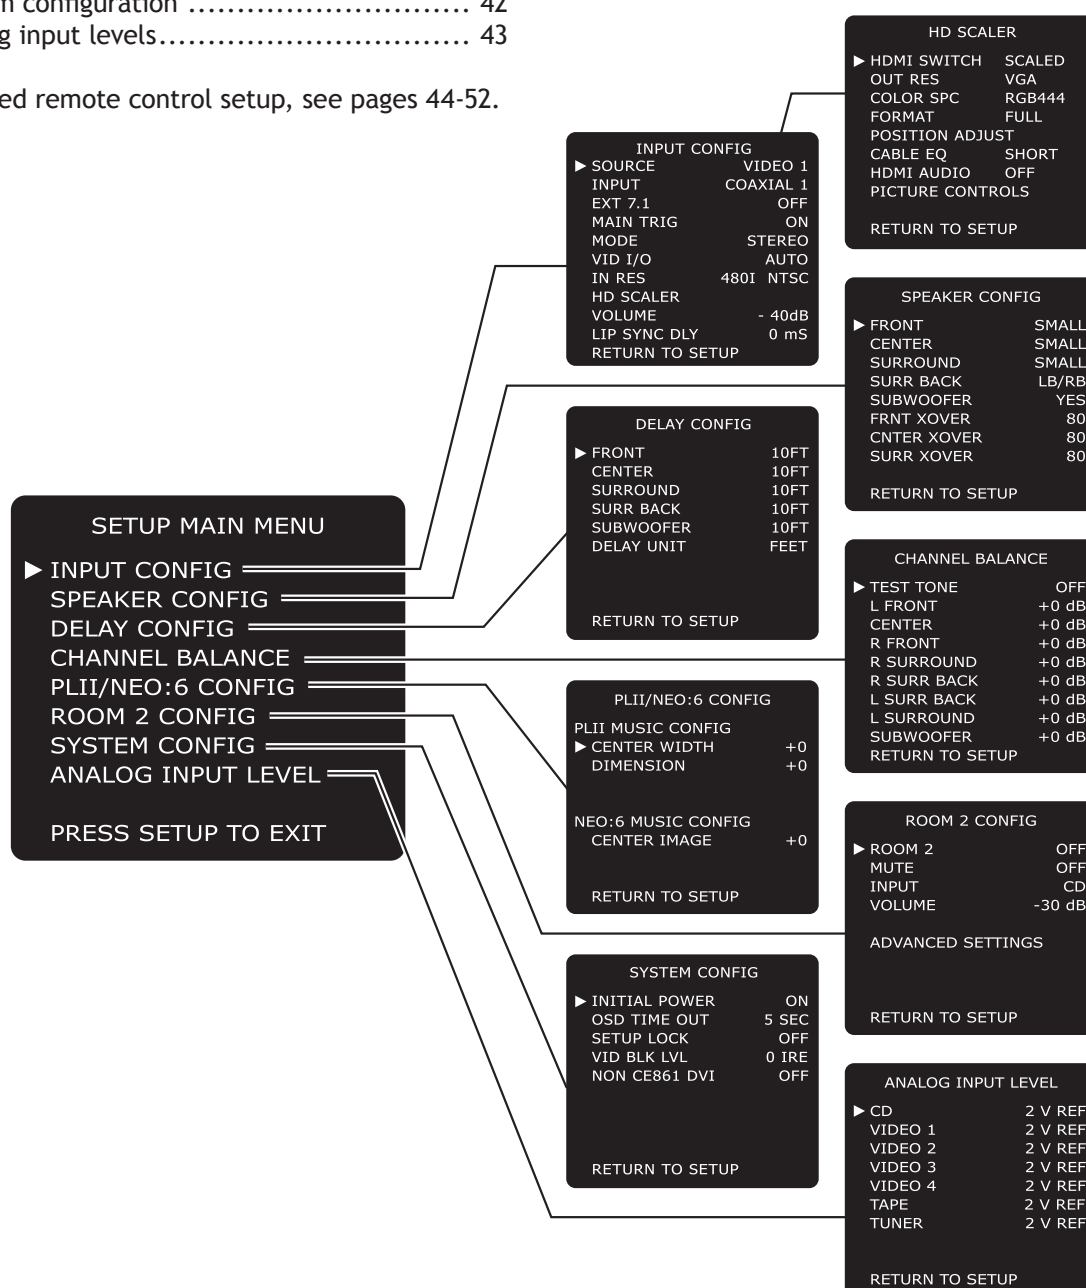 configuration ............................ 42
input levels................................ 43
remote control setup, see pages 44-52.
SETUP MAIN MENU
INPUT CONFIG
SPEAKER CONFIG
DELAY CONFIG
CHANNEL BALANCE
PLII/NEO:6 CONFIG
ROOM 2 CONFIG
SYSTEM CONFIG
ANALOG INPUT LEVEL
PRESS SETUP TO EXIT
INPUT CONFIG
SOURCE VIDEO 1
INPUT COAXIAL 1
EXT 7.1 OFF
MAIN TRIG ON
MODE STEREO
VID I/O AUTO
IN RES 480I NTSC
HD SCALER
VOLUME - 40dB
LIP SYNC DLY 0 mS
RETURN TO SETUP
DELAY CONFIG
FRONT 10FT
CENTER 10FT
SURROUND 10FT
SURR BACK 10FT
SUBWOOFER 10FT
DELAY UNIT FEET
RETURN TO SETUP
PLII/NEO:6 CONFIG
PLII MUSIC CONFIG
CENTER WIDTH +0
DIMENSION +0
NEO:6 MUSIC CONFIG
CENTER IMAGE +0
RETURN TO SETUP
SYSTEM CONFIG
INITIAL POWER ON
OSD TIME OUT 5 SEC
SETUP LOCK OFF
VID BLK LVL 0 IRE
NON CE861 DVI OFF
RETURN TO SETUP
HD SCALER
HDMI SWITCH SCALED
OUT RES VGA
COLOR SPC RGB444
FORMAT FULL
POSITION ADJUST
CABLE EQ SHORT
HDMI AUDIO OFF
PICTURE CONTROLS
RETURN TO SETUP
SPEAKER CONFIG
FRONT SMALL
CENTER SMALL
SURROUND SMALL
SURR BACK LB/RB
SUBWOOFER YES
FRNT XOVER 80
CNTER XOVER 80
SURR XOVER 80
RETURN TO SETUP
CHANNEL BALANCE
TEST TONE OFF
L FRONT +0 dB
CENTER +0 dB
R FRONT +0 dB
R SURROUND +0 dB
R SURR BACK +0 dB
L SURR BACK +0 dB
L SURROUND +0 dB
SUBWOOFER +0 dB
RETURN TO SETUP
ROOM 2 CONFIG
ROOM 2 OFF
MUTE OFF
INPUT CD
VOLUME -30 dB
ADVANCED SETTINGS
RETURN TO SETUP
ANALOG INPUT LEVEL
CD 2 V REF
VIDEO 1 2 V REF
VIDEO 2 2 V REF
VIDEO 3 2 V REF
VIDEO 4 2 V REF
TAPE 2 V REF
TUNER 2 V REF
RETURN TO SETUP